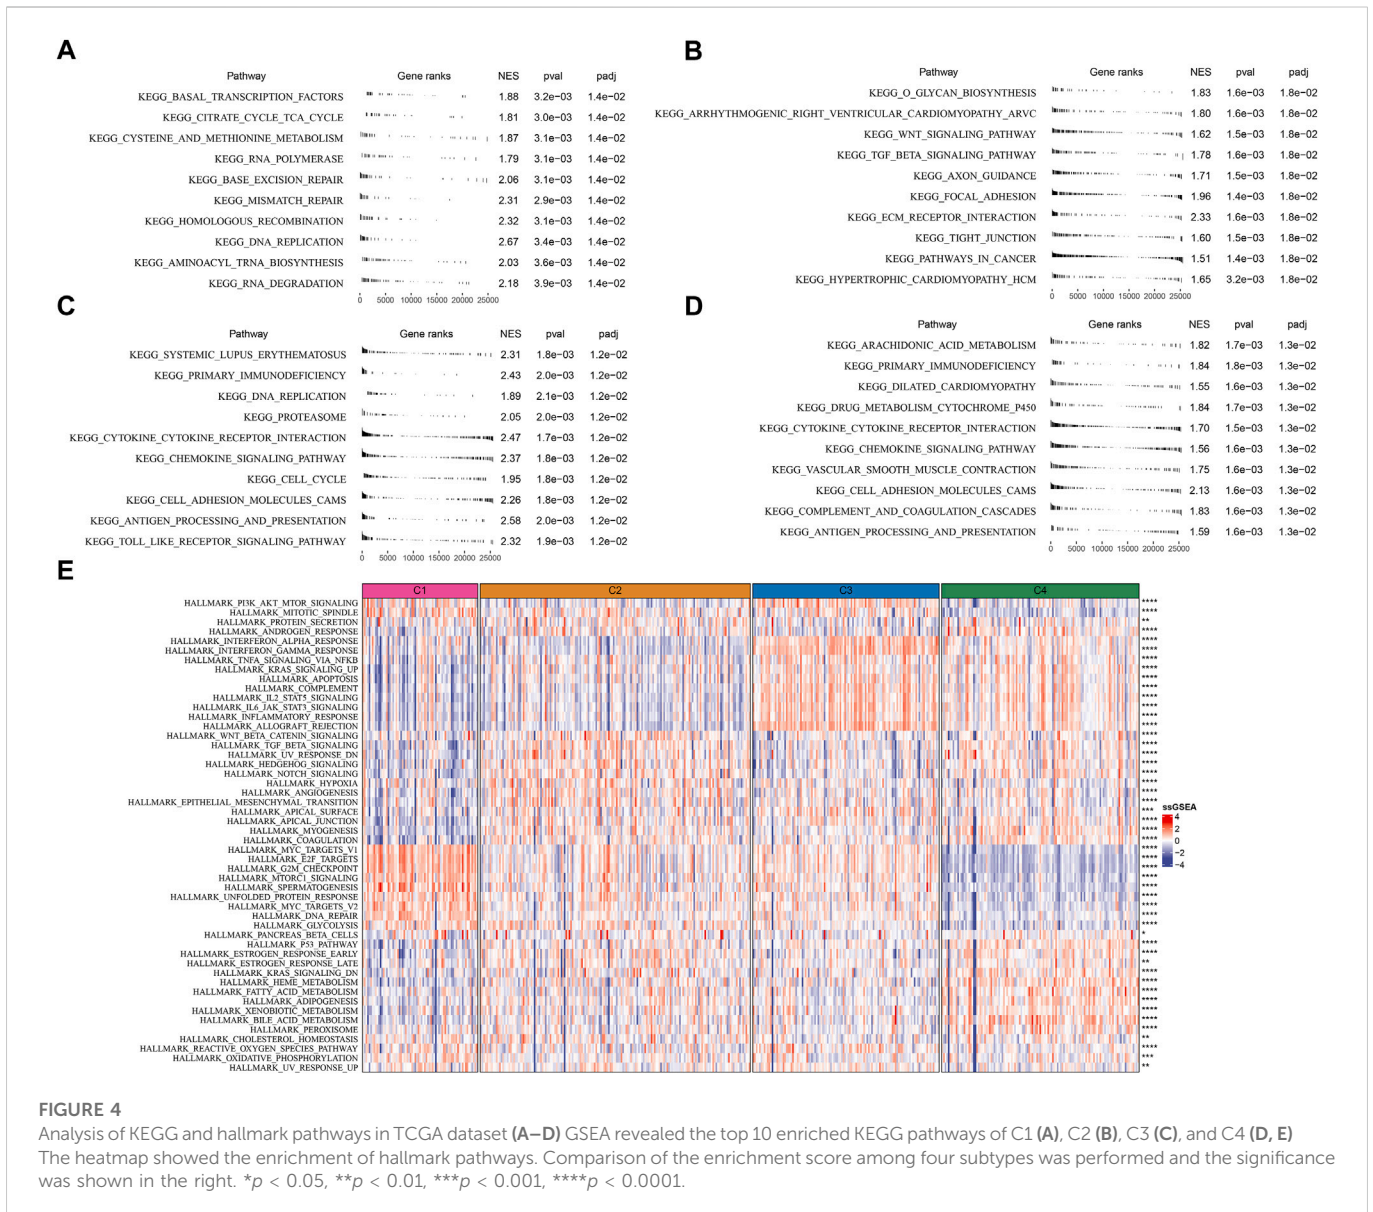 A
Pathway Gene ranks NES pval padj
KEGG_BASAL_TRANSCRIPTION_FACTORS 1.88 3.2e−03 1.4e−02
KEGG_CITRATE_CYCLE_TCA_CYCLE 1.81 3.0e−03 1.4e−02
KEGG_CYSTEINE_AND_METHIONINE_METABOLISM 1.87 3.1e−03 1.4e−02
KEGG_RNA_POLYMERASE 1.79 3.1e−03 1.4e−02
KEGG_BASE_EXCISION_REPAIR 2.06 3.1e−03 1.4e−02
KEGG_MISMATCH_REPAIR 2.31 2.9e−03 1.4e−02
KEGG_HOMOLOGOUS_RECOMBINATION 2.32 3.1e−03 1.4e−02
KEGG_DNA_REPLICATION 2.67 3.4e−03 1.4e−02
KEGG_AMINOACYL_TRNA_BIOSYNTHESIS 2.03 3.6e−03 1.4e−02
KEGG_RNA_DEGRADATION 2.18 3.9e−03 1.4e−02
0 5000 10000 15000 20000 25000
B
Pathway Gene ranks NES pval padj
KEGG_O_GLYCAN_BIOSYNTHESIS 1.83 1.6e−03 1.8e−02
KEGG_ARRHYTHMOGENIC_RIGHT_VENTRICULAR_CARDIOMYOPATHY_ARVC 1.80 1.6e−03 1.8e−02
KEGG_WNT_SIGNALING_PATHWAY 1.62 1.5e−03 1.8e−02
KEGG_TGF_BETA_SIGNALING_PATHWAY 1.78 1.6e−03 1.8e−02
KEGG_AXON_GUIDANCE 1.71 1.5e−03 1.8e−02
KEGG_FOCAL_ADHESION 1.96 1.4e−03 1.8e−02
KEGG_ECM_RECEPTOR_INTERACTION 2.33 1.6e−03 1.8e−02
KEGG_TIGHT_JUNCTION 1.60 1.5e−03 1.8e−02
KEGG_PATHWAYS_IN_CANCER 1.51 1.4e−03 1.8e−02
KEGG_HYPERTROPHIC_CARDIOMYOPATHY_HCM 1.65 3.2e−03 1.8e−02
0 5000 10000 15000 20000 25000
C
Pathway Gene ranks NES pval padj
KEGG_SYSTEMIC_LUPUS_ERYTHEMATOSUS 2.31 1.8e−03 1.2e−02
KEGG_PRIMARY_IMMUNODEFICIENCY 2.43 2.0e−03 1.2e−02
KEGG_DNA_REPLICATION 1.89 2.1e−03 1.2e−02
KEGG_PROTEASOME 2.05 2.0e−03 1.2e−02
KEGG_CYTOKINE_CYTOKINE_RECEPTOR_INTERACTION 2.47 1.7e−03 1.2e−02
KEGG_CHEMOKINE_SIGNALING_PATHWAY 2.37 1.8e−03 1.2e−02
KEGG_CELL_CYCLE 1.95 1.8e−03 1.2e−02
KEGG_CELL_ADHESION_MOLECULES_CAMS 2.26 1.8e−03 1.2e−02
KEGG_ANTIGEN_PROCESSING_AND_PRESENTATION 2.58 2.0e−03 1.2e−02
KEGG_TOLL_LIKE_RECEPTOR_SIGNALING_PATHWAY 2.32 1.9e−03 1.2e−02
0 5000 10000 15000 20000 25000
D
Pathway Gene ranks NES pval padj
KEGG_ARACHIDONIC_ACID_METABOLISM 1.82 1.7e−03 1.3e−02
KEGG_PRIMARY_IMMUNODEFICIENCY 1.84 1.8e−03 1.3e−02
KEGG_DILATED_CARDIOMYOPATHY 1.55 1.6e−03 1.3e−02
KEGG_DRUG_METABOLISM_CYTOCHROME_P450 1.84 1.7e−03 1.3e−02
KEGG_CYTOKINE_CYTOKINE_RECEPTOR_INTERACTION 1.70 1.5e−03 1.3e−02
KEGG_CHEMOKINE_SIGNALING_PATHWAY 1.56 1.6e−03 1.3e−02
KEGG_VASCULAR_SMOOTH_MUSCLE_CONTRACTION 1.75 1.6e−03 1.3e−02
KEGG_CELL_ADHESION_MOLECULES_CAMS 2.13 1.6e−03 1.3e−02
KEGG_COMPLEMENT_AND_COAGULATION_CASCADES 1.83 1.6e−03 1.3e−02
KEGG_ANTIGEN_PROCESSING_AND_PRESENTATION 1.59 1.6e−03 1.3e−02
0 5000 10000 15000 20000 25000
E
C1 C2 C3 C4
HALLMARK_PI3K_AKT_MTOR_SIGNALING ****
HALLMARK_MITOTIC_SPINDLE ****
HALLMARK_PROTEIN_SECRETION **
HALLMARK_ANDROGEN_RESPONSE ****
HALLMARK_INTERFERON_ALPHA_RESPONSE ****
HALLMARK_INTERFERON_GAMMA_RESPONSE ****
HALLMARK_TNFA_SIGNALING_VIA_NFKB ****
HALLMARK_KRAS_SIGNALING_UP ****
HALLMARK_APOPTOSIS ****
HALLMARK_COMPLEMENT ****
HALLMARK_IL2_STAT5_SIGNALING ****
HALLMARK_IL6_JAK_STAT3_SIGNALING ****
HALLMARK_INFLAMMATORY_RESPONSE ****
HALLMARK_ALLOGRAFT_REJECTION ****
HALLMARK_WNT_BETA_CATENIN_SIGNALING ****
HALLMARK_TGF_BETA_SIGNALING ****
HALLMARK_UV_RESPONSE_DN ****
HALLMARK_HEDGEHOG_SIGNALING ****
HALLMARK_NOTCH_SIGNALING ****
HALLMARK_HYPOXIA ****
HALLMARK_ANGIOGENESIS ****
HALLMARK_EPITHELIAL_MESENCHYMAL_TRANSITION ****
HALLMARK_APICAL_SURFACE ***
HALLMARK_APICAL_JUNCTION ****
HALLMARK_MYOGENESIS ****
HALLMARK_COAGULATION ****
HALLMARK_MYC_TARGETS_V1 ****
HALLMARK_E2F_TARGETS ****
HALLMARK_G2M_CHECKPOINT ****
HALLMARK_MTORC1_SIGNALING ****
HALLMARK_SPERMATOGENESIS ****
HALLMARK_UNFOLDED_PROTEIN_RESPONSE ****
HALLMARK_MYC_TARGETS_V2 ****
HALLMARK_DNA_REPAIR ****
HALLMARK_GLYCOLYSIS ****
HALLMARK_PANCREAS_BETA_CELLS *
HALLMARK_P53_PATHWAY ****
HALLMARK_ESTROGEN_RESPONSE_EARLY ****
HALLMARK_ESTROGEN_RESPONSE_LATE **
HALLMARK_KRAS_SIGNALING_DN ****
HALLMARK_HEME_METABOLISM ****
HALLMARK_FATTY_ACID_METABOLISM ****
HALLMARK_ADIPOGENESIS ****
HALLMARK_XENOBIOTIC_METABOLISM ****
HALLMARK_BILE_ACID_METABOLISM ****
HALLMARK_PEROXISOME ****
HALLMARK_CHOLESTEROL_HOMEOSTASIS **
HALLMARK_REACTIVE_OXYGEN_SPECIES_PATHWAY ****
HALLMARK_OXIDATIVE_PHOSPHORYLATION ***
HALLMARK_UV_RESPONSE_UP **
ssGSEA
4
2
0
−2
−4
FIGURE 4
Analysis of KEGG and hallmark pathways in TCGA dataset (A–D) GSEA revealed the top 10 enriched KEGG pathways of C1 (A), C2 (B), C3 (C), and C4 (D, E)
The heatmap showed the enrichment of hallmark pathways. Comparison of the enrichment score among four subtypes was performed and the significance
was shown in the right. *p < 0.05, **p < 0.01, ***p < 0.001, ****p < 0.0001.